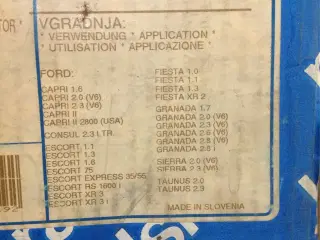 TOR"
VGRADNJA:
* VERWENDUNG * APPLICATION *
* UTILISATION * APPLICAZIONE *
FORD:
CAPRI 1.6
CAPRI 2.0 (V6)
CAPRI 2.3 (V6)
CAPRI II
CAPRI II 2800 (USA)
CONSUL 2.3 LTR
ESCORT 1.1
ESCORT 1.3
ESCORT 1.6
ESCORT 75
ESCORT EXPRESS 35/55
ESCORT RS 1600 I
ESCORT XR 3
ESCORT XR 3 I
FIESTA 1.0
FIESTA 1.1
FIESTA 1.3
FIESTA XR 2
GRANADA 1.7
GRANADA 2.0 (V6)
GRANADA 2.3 (V6)
GRANADA 2.5 (V6)
GRANADA 2.8 (V6)
GRANADA 2.8 I
SIERRA 2.0 (V6)
SIERRA 2.3 (V6)
TAUNUS 2.0
TAUNUS 2.3
MADE IN SLOVENIA